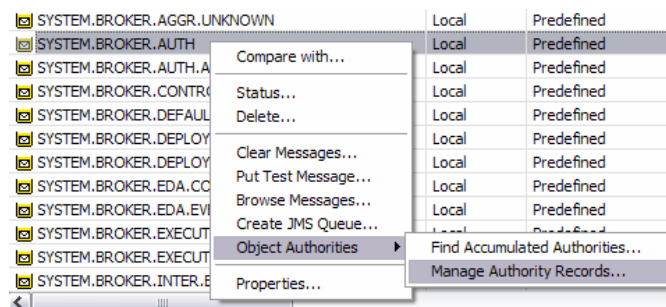 SYSTEM.BROKER.AGGR.UNKNOWN Local Predefined
SYSTEM.BROKER.AUTH Local Predefined
SYSTEM.BROKER.AUTH.A Compare with... Local Predefined
SYSTEM.BROKER.CONTRO Status... Local Predefined
SYSTEM.BROKER.DEFAUL Delete... Local Predefined
SYSTEM.BROKER.DEPLOY Local Predefined
SYSTEM.BROKER.DEPLOY Clear Messages... Local Predefined
SYSTEM.BROKER.EDA.CO Put Test Message... Local Predefined
SYSTEM.BROKER.EDA.EVE Browse Messages... Local Predefined
SYSTEM.BROKER.EXECUT Create JMS Queue... Local Predefined
SYSTEM.BROKER.EXECUT Object Authorities Find Accumulated Authorities...
SYSTEM.BROKER.INTER.E Properties... Manage Authority Records...